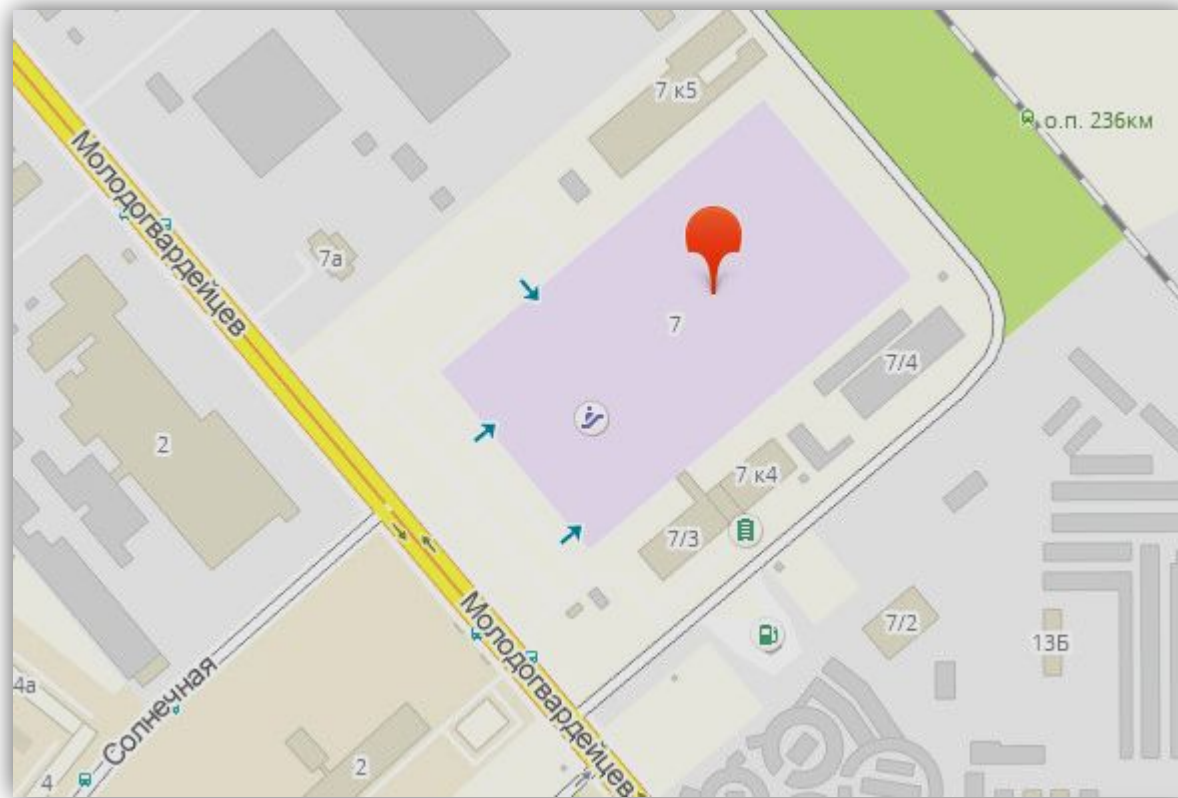 7 к5
о.п. 236км
Молодогвардейцев
7а
7
7/4
2
7 к4
7/3
Молодогвардейцев
7/2
13Б
Солнечная
4а
2
4